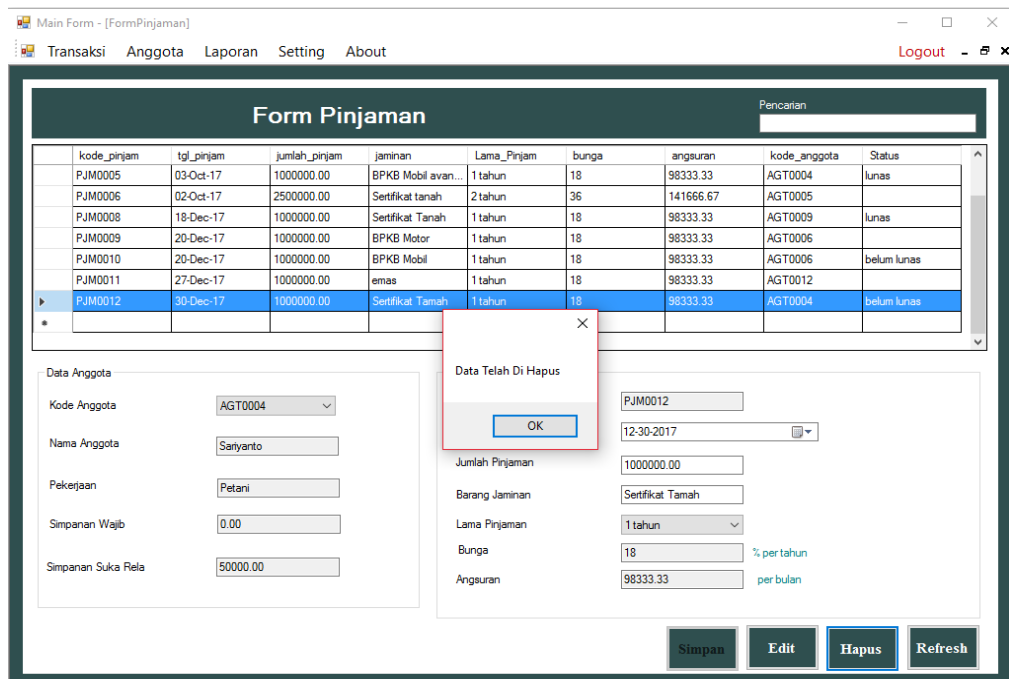 Main Form - [FormPinjaman]
Transaksi Anggota Laporan Setting About Logout
Form Pinjaman
Pencarian
kode_pinjam tgl_pinjam jumlah_pinjam jaminan Lama_Pinjam bunga angsuran kode_anggota Status
PJM0005 03-Oct-17 1000000.00 BPKB Mobil avan... 1 tahun 18 98333.33 AGT0004 lunas
PJM0006 02-Oct-17 2500000.00 Sertifikat tanah 2 tahun 36 141666.67 AGT0005
PJM0008 18-Dec-17 1000000.00 Sertifikat Tanah 1 tahun 18 98333.33 AGT0009 lunas
PJM0009 20-Dec-17 1000000.00 BPKB Motor 1 tahun 18 98333.33 AGT0006
PJM0010 20-Dec-17 1000000.00 BPKB Mobil 1 tahun 18 98333.33 AGT0006 belum lunas
PJM0011 27-Dec-17 1000000.00 emas 1 tahun 18 98333.33 AGT0012
PJM0012 30-Dec-17 1000000.00 Sertifikat Tamah 1 tahun 18 98333.33 AGT0004 belum lunas
Data Telah Di Hapus
OK
Data Anggota
Kode Anggota AGT0004
Nama Anggota Sariyanto
Pekerjaan Petani
Simpanan Wajib 0.00
Simpanan Suka Rela 50000.00
PJM0012
12-30-2017
Jumlah Pinjaman 1000000.00
Barang Jaminan Sertifikat Tamah
Lama Pinjaman 1 tahun
Bunga 18 % per tahun
Angsuran 98333.33 per bulan
Simpan Edit Hapus Refresh